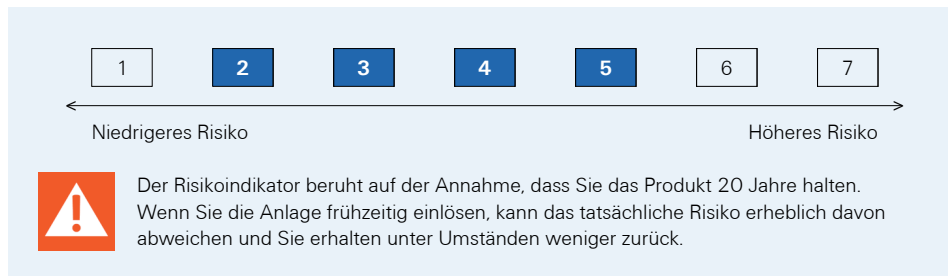 1 2 3 4 5 6 7
Niedrigeres Risiko Höheres Risiko
Der Risikoindikator beruht auf der Annahme, dass Sie das Produkt 20 Jahre halten.
Wenn Sie die Anlage frühzeitig einlösen, kann das tatsächliche Risiko erheblich davon
abweichen und Sie erhalten unter Umständen weniger zurück.